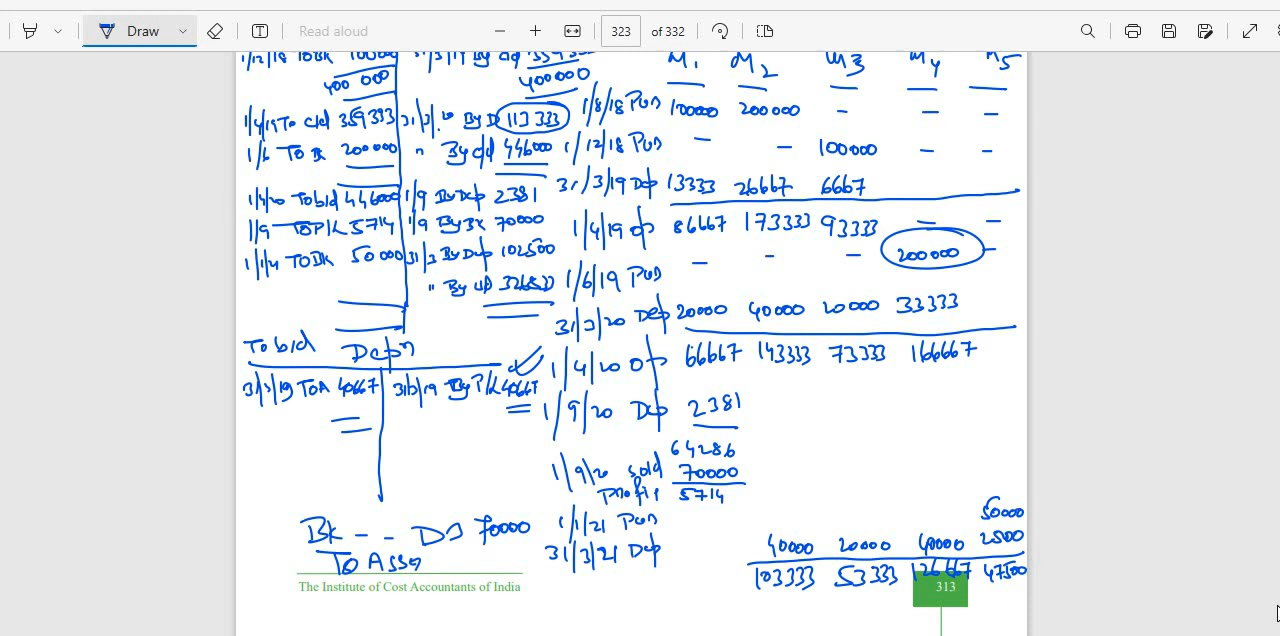 Draw
Read aloud
323 of 332
1/12/18 To Bk 100000 31/3/19 By c/d 359333
400 000 400000
1/4/19 To c/d 359333 31/3/20 By D 113333
1/6 To Bk 200000 " By c/d 446000
1/4/20 To b/d 446000 1/9 By Dep 2381
1/9 To P/L 5714 1/9 By Bk 70000
1/1/21 To Bk 50000 31/3 By Dep 102500
" By c/d
To b/d
Depn
31/3/19 To A 40667 31/3/19 By P/L 40667
Bk - - Dr 70000
To Asse
M1 M2 M3 M4 M5
1/8/18 Pur 100000 200000 - - -
1/12/18 Pur - - 100000 - -
31/3/19 Dep 13333 26667 6667
1/4/19 op 86667 173333 93333 - -
1/6/19 Pur - - - 200000 -
31/3/20 Dep 20000 40000 20000 33333
1/4/20 Op 66667 143333 73333 166667
1/9/20 Dep 2381
64286
1/9/20 sold 70000
Profit 5714
1/1/21 Pur 50000
31/3/21 Dep 40000 20000 40000 2500
103333 53333 126667 47500
The Institute of Cost Accountants of India
313